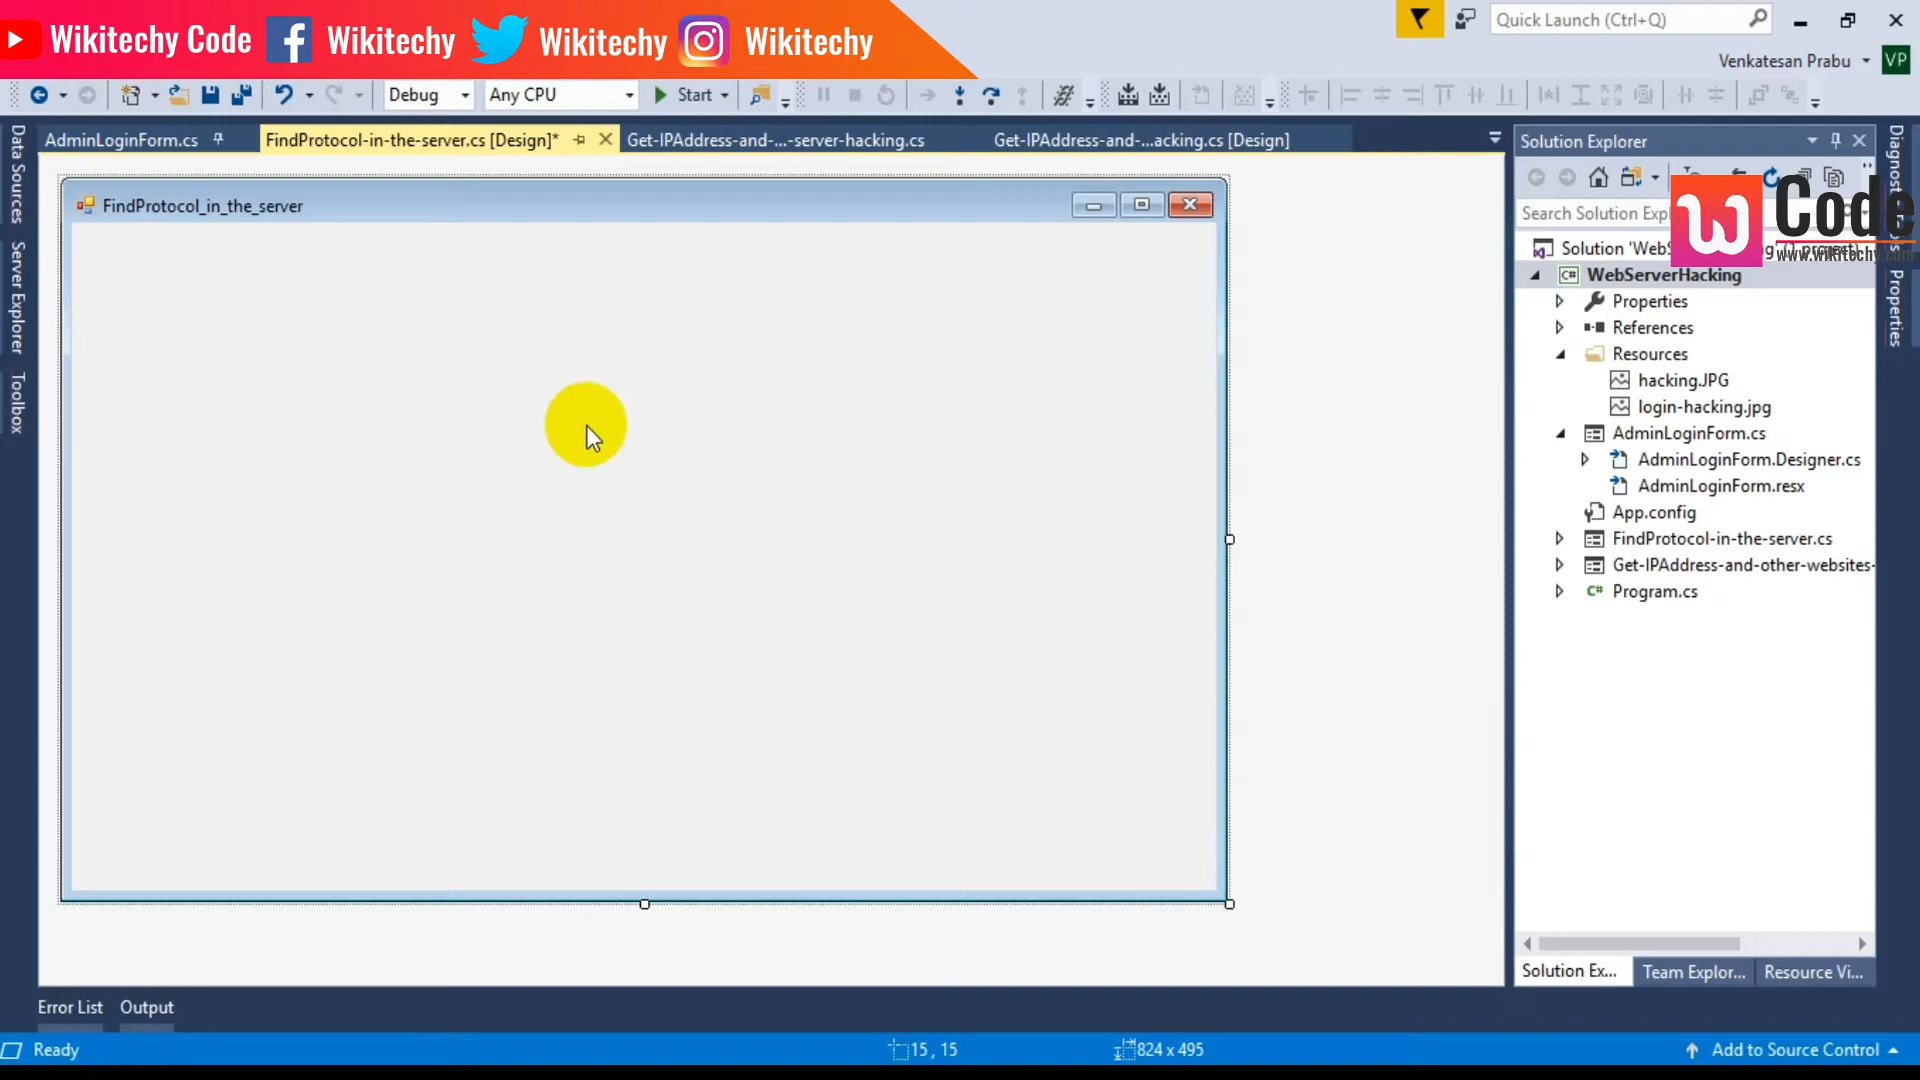 Wikitechy Code Wikitechy Wikitechy Wikitechy
Quick Launch (Ctrl+Q)
Venkatesan Prabu VP
Debug Any CPU Start
AdminLoginForm.cs FindProtocol-in-the-server.cs [Design]* Get-IPAddress-and-...-server-hacking.cs Get-IPAddress-and-...acking.cs [Design]
Data Sources
Server Explorer
Toolbox
FindProtocol_in_the_server
Solution Explorer
Search Solution Expl
W Code
www.wikitechy.com
Solution 'WebS
WebServerHacking
Properties
References
Resources
hacking.JPG
login-hacking.jpg
AdminLoginForm.cs
AdminLoginForm.Designer.cs
AdminLoginForm.resx
App.config
FindProtocol-in-the-server.cs
Get-IPAddress-and-other-websites-
C# Program.cs
Properties
Solution Ex... Team Explor... Resource Vi...
Error List Output
Ready 15 , 15 824 x 495 Add to Source Control